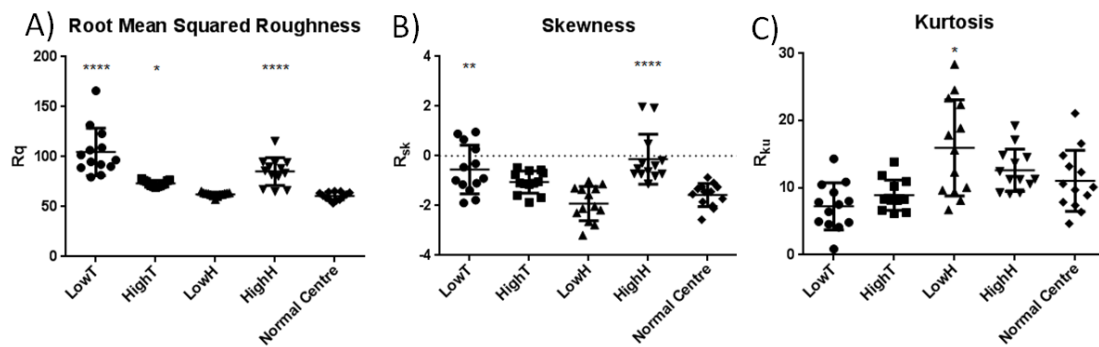 A) Root Mean Squared Roughness
200
150
100
50
0
Rq
**** * ****
LowT HighT LowH HighH Normal Centre
B) Skewness
4
2
0
-2
-4
Rsk
** ****
LowT HighT LowH HighH Normal Centre
C) Kurtosis
30
20
10
0
Rku
*
LowT HighT LowH HighH Normal Centre